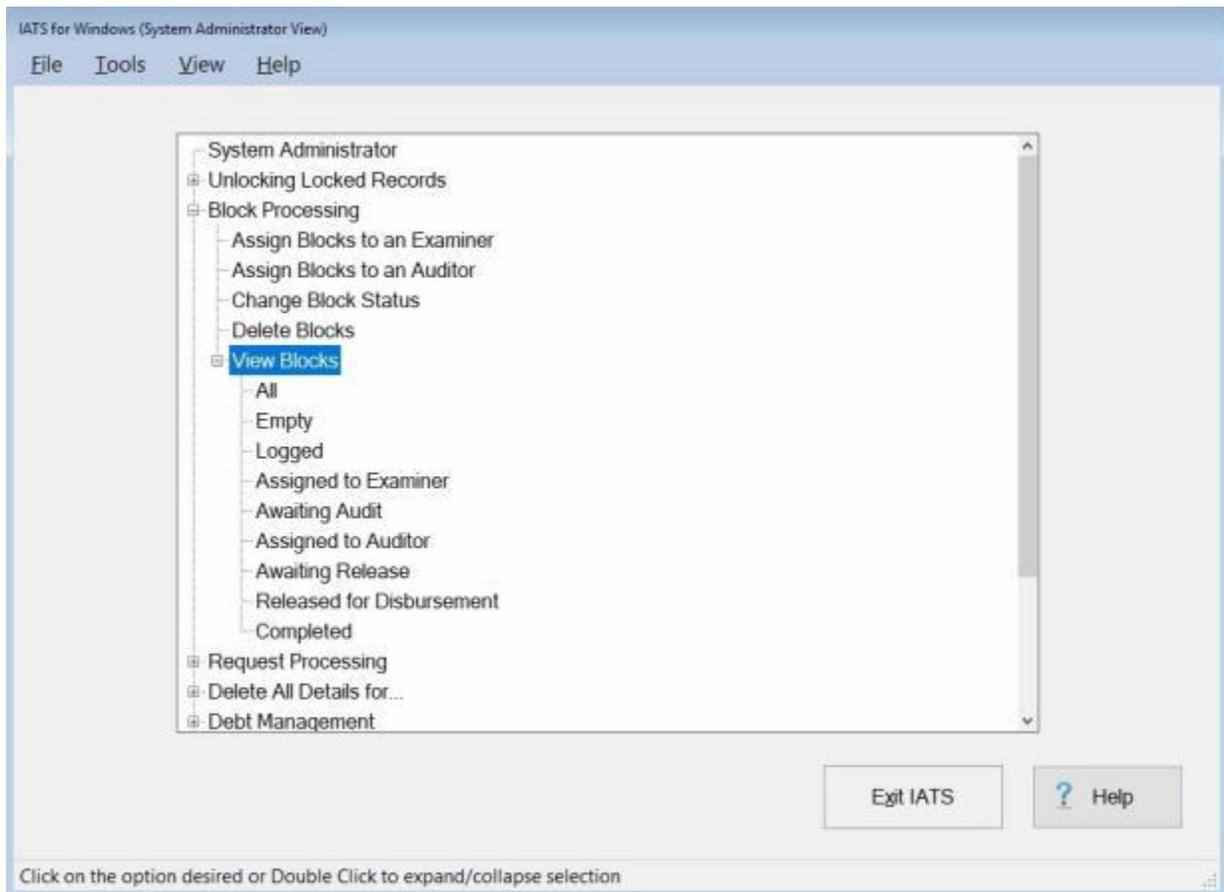 IATS for Windows (System Administrator View)
File Tools View Help
System Administrator
Unlocking Locked Records
Block Processing
Assign Blocks to an Examiner
Assign Blocks to an Auditor
Change Block Status
Delete Blocks
View Blocks
All
Empty
Logged
Assigned to Examiner
Awaiting Audit
Assigned to Auditor
Awaiting Release
Released for Disbursement
Completed
Request Processing
Delete All Details for...
Debt Management
Exit IATS ? Help
Click on the option desired or Double Click to expand/collapse selection